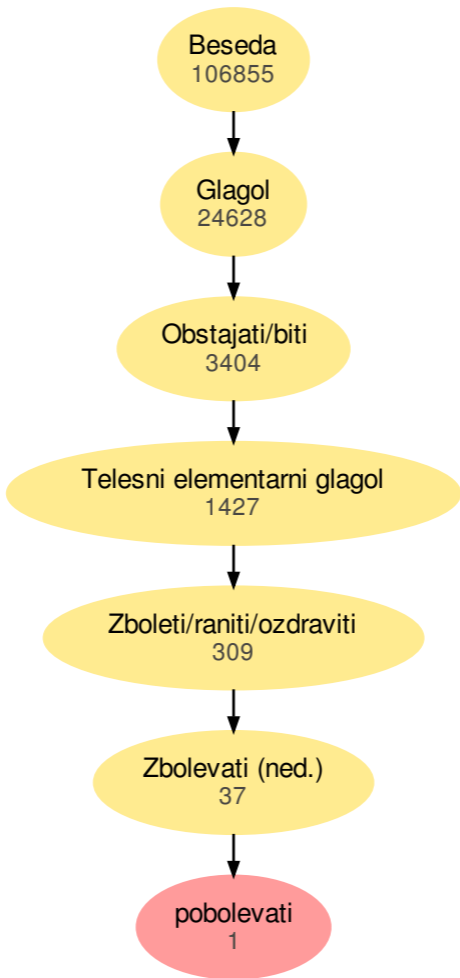 Beseda
106855
Glagol
24628
Obstajati/biti
3404
Telesni elementarni glagol
1427
Zboleti/raniti/ozdraviti
309
Zbolevati (ned.)
37
pobolevati
1